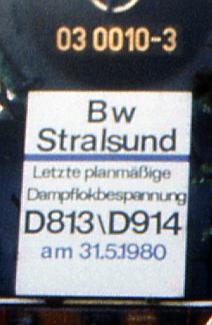 03 0010-3
Bw
Stralsund
Letzte planmäßige
Dampflokbespannung
D813\D914
am 31.5.1980